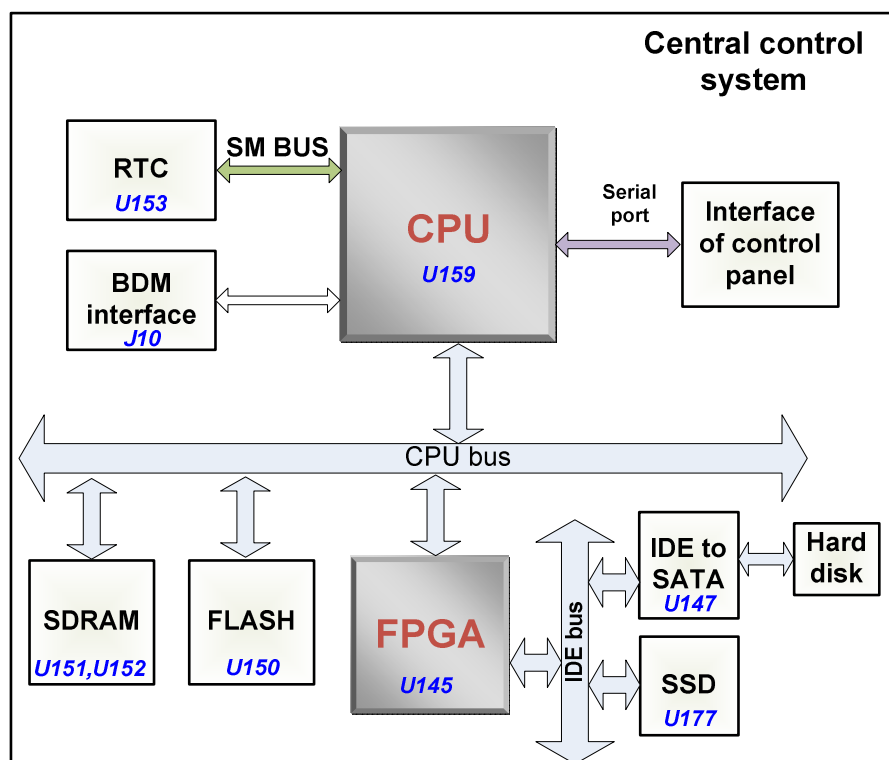 Central control
system
RTC
U153
SM BUS
CPU
U159
Serial
port
Interface
of control
panel
BDM
interface
J10
CPU bus
SDRAM
U151,U152
FLASH
U150
FPGA
U145
IDE bus
IDE to
SATA
U147
Hard
disk
SSD
U177